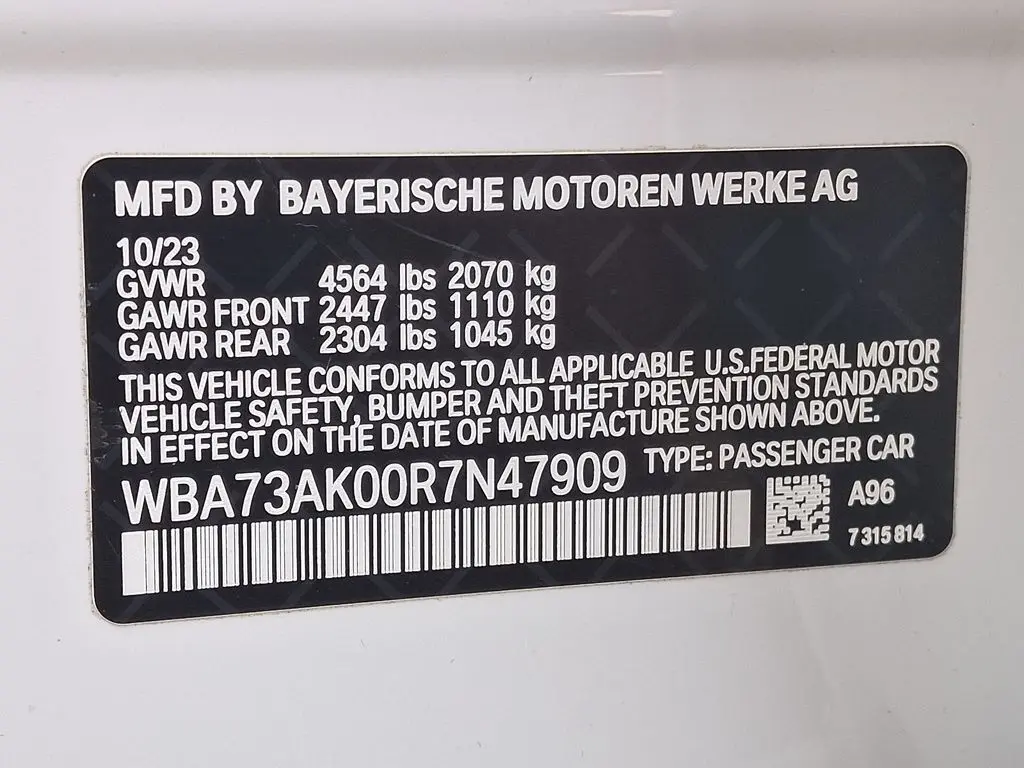 MFD BY BAYERISCHE MOTOREN WERKE AG
10/23
GVWR 4564 lbs 2070 kg
GAWR FRONT 2447 lbs 1110 kg
GAWR REAR 2304 lbs 1045 kg
THIS VEHICLE CONFORMS TO ALL APPLICABLE U.S.FEDERAL MOTOR
VEHICLE SAFETY, BUMPER AND THEFT PREVENTION STANDARDS
IN EFFECT ON THE DATE OF MANUFACTURE SHOWN ABOVE.
WBA73AK00R7N47909 TYPE: PASSENGER CAR
A96
7 315 814